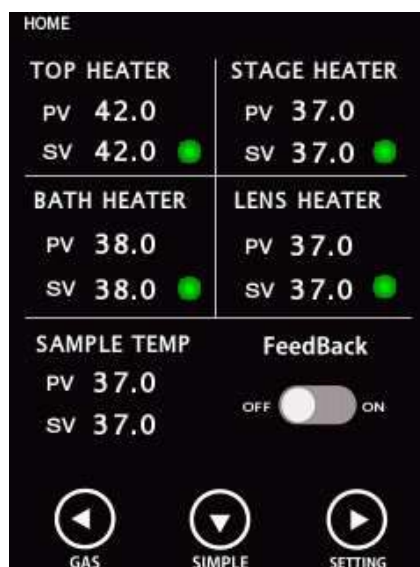 HOME
TOP HEATER
PV 42.0
SV 42.0
STAGE HEATER
PV 37.0
SV 37.0
BATH HEATER
PV 38.0
SV 38.0
LENS HEATER
PV 37.0
SV 37.0
SAMPLE TEMP
PV 37.0
SV 37.0
FeedBack
OFF ON
GAS
SIMPLE
SETTING